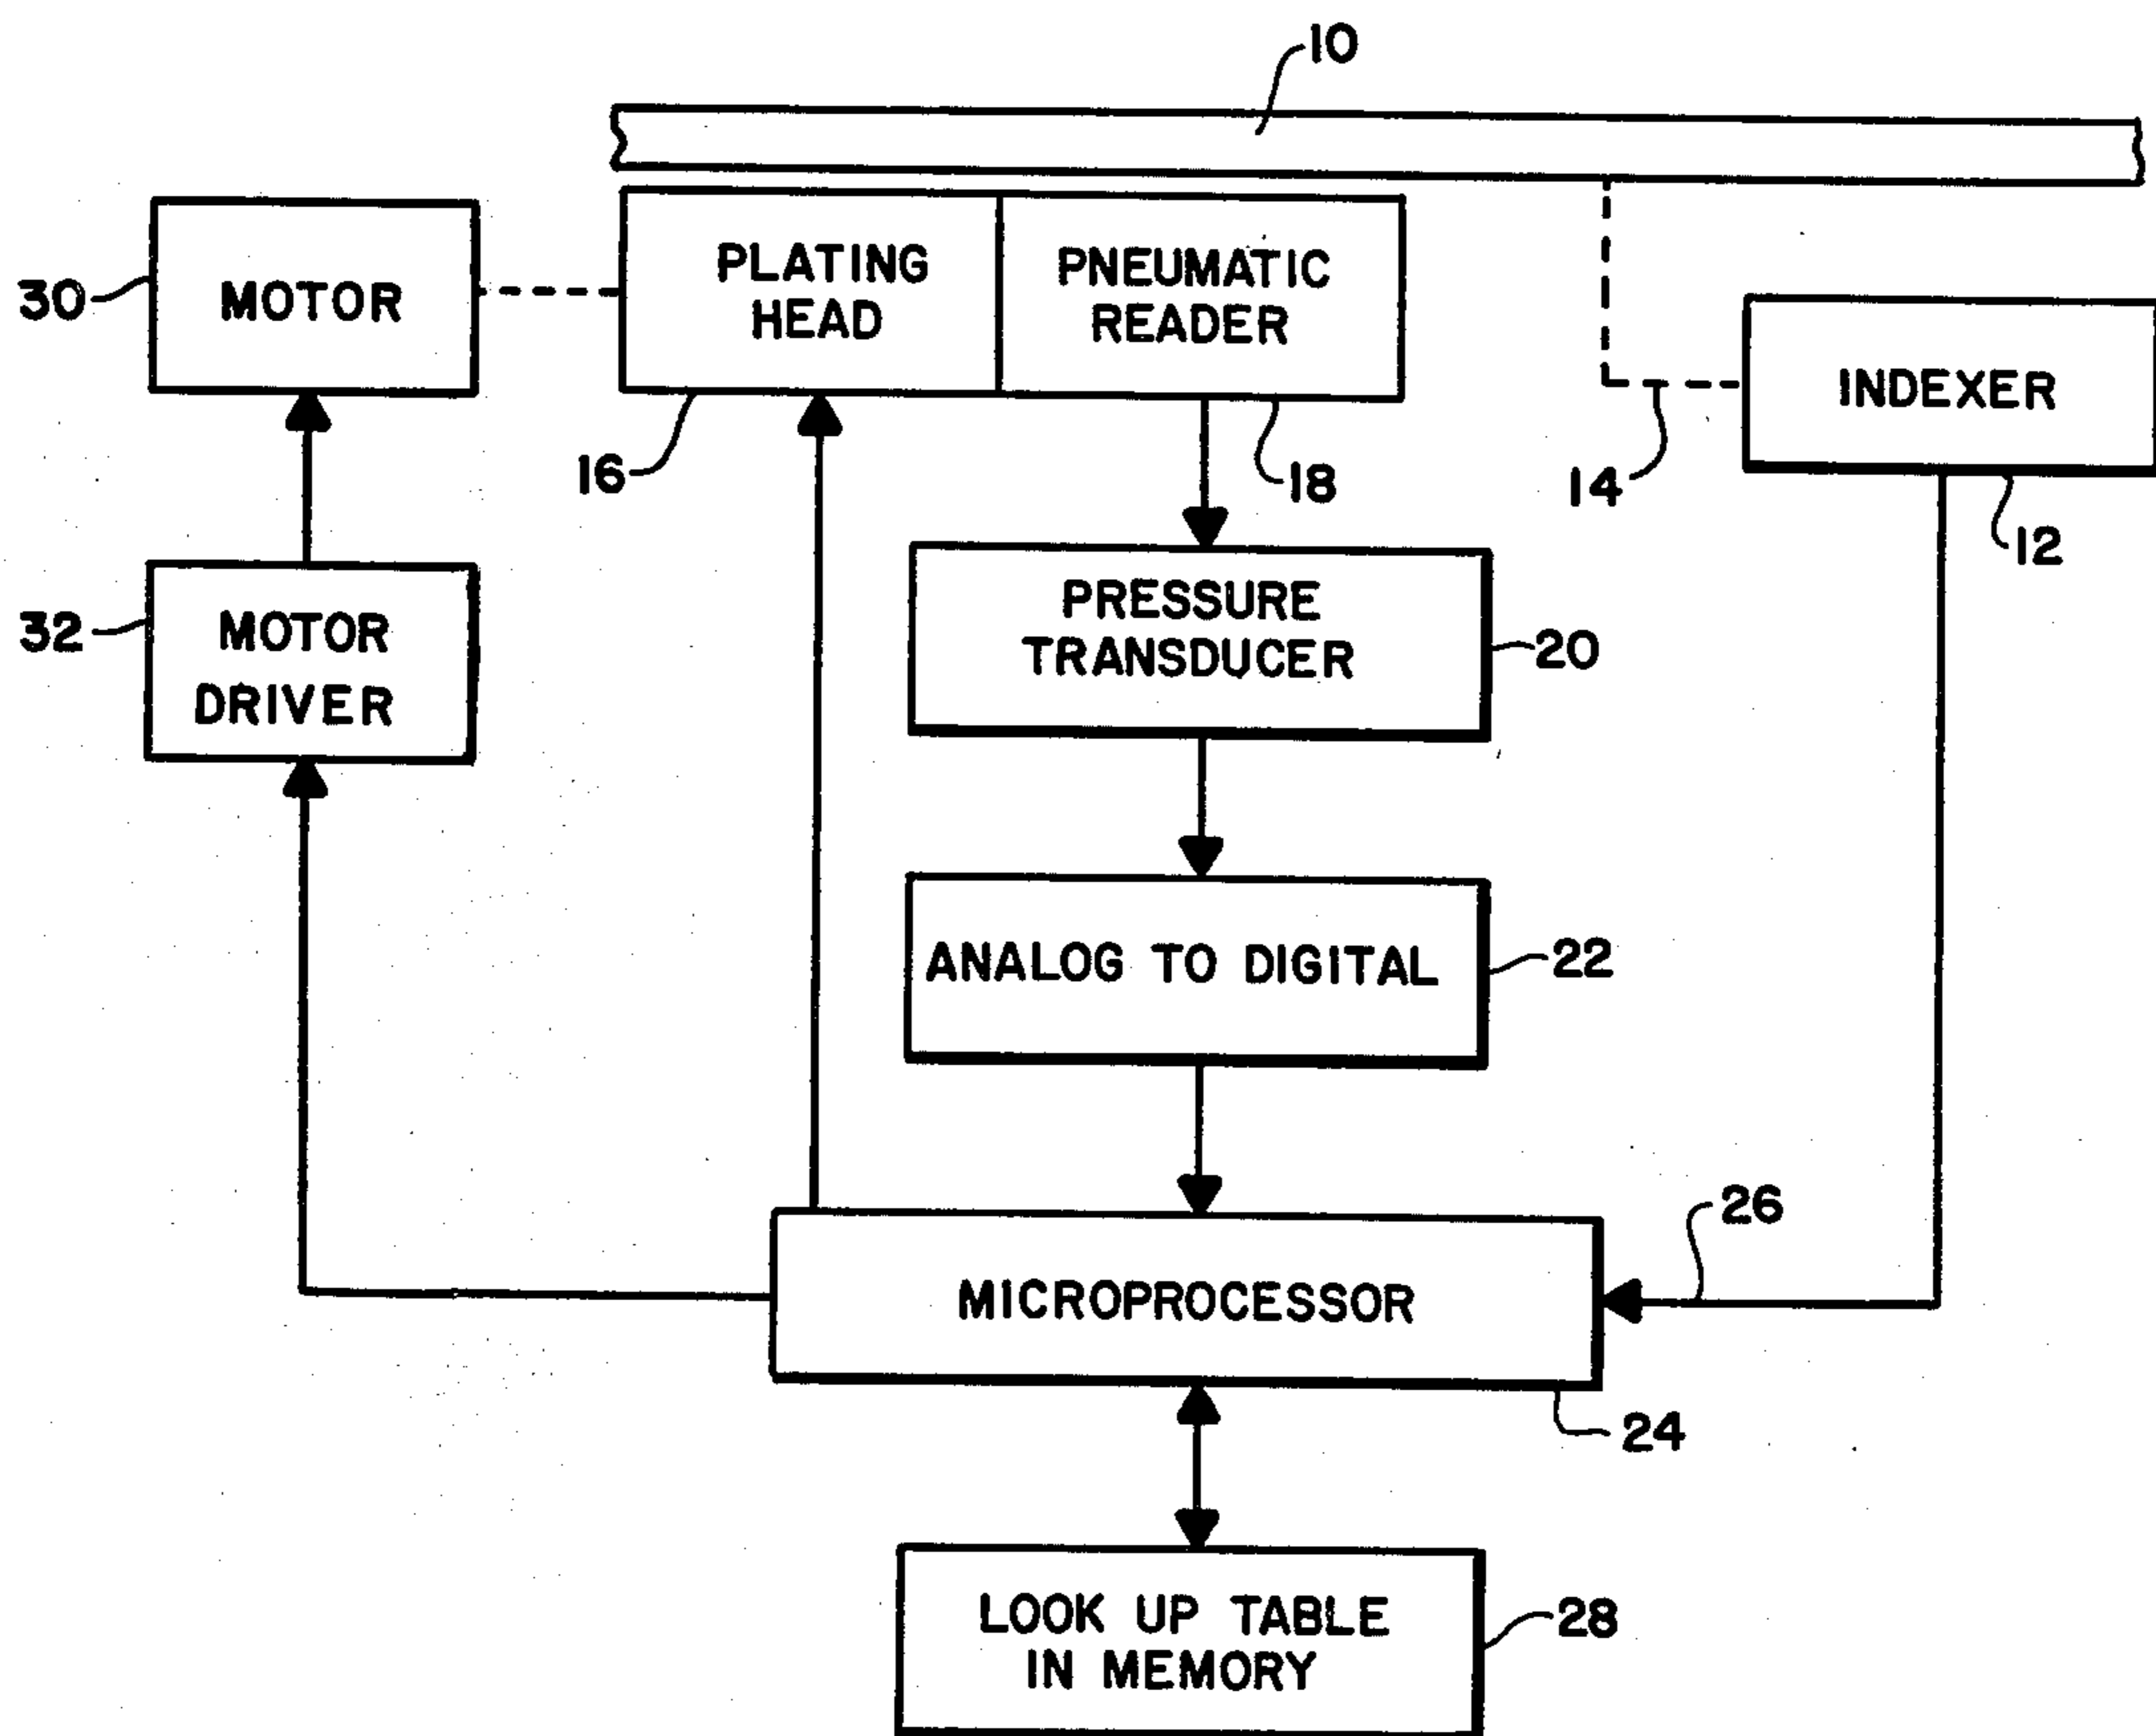 10
PLATING
HEAD
PNEUMATIC
READER
30
MOTOR
INDEXER
16
18
14
12
32
MOTOR
DRIVER
PRESSURE
TRANSDUCER
20
ANALOG TO DIGITAL
22
26
MICROPROCESSOR
24
LOOK UP TABLE
IN MEMORY
28